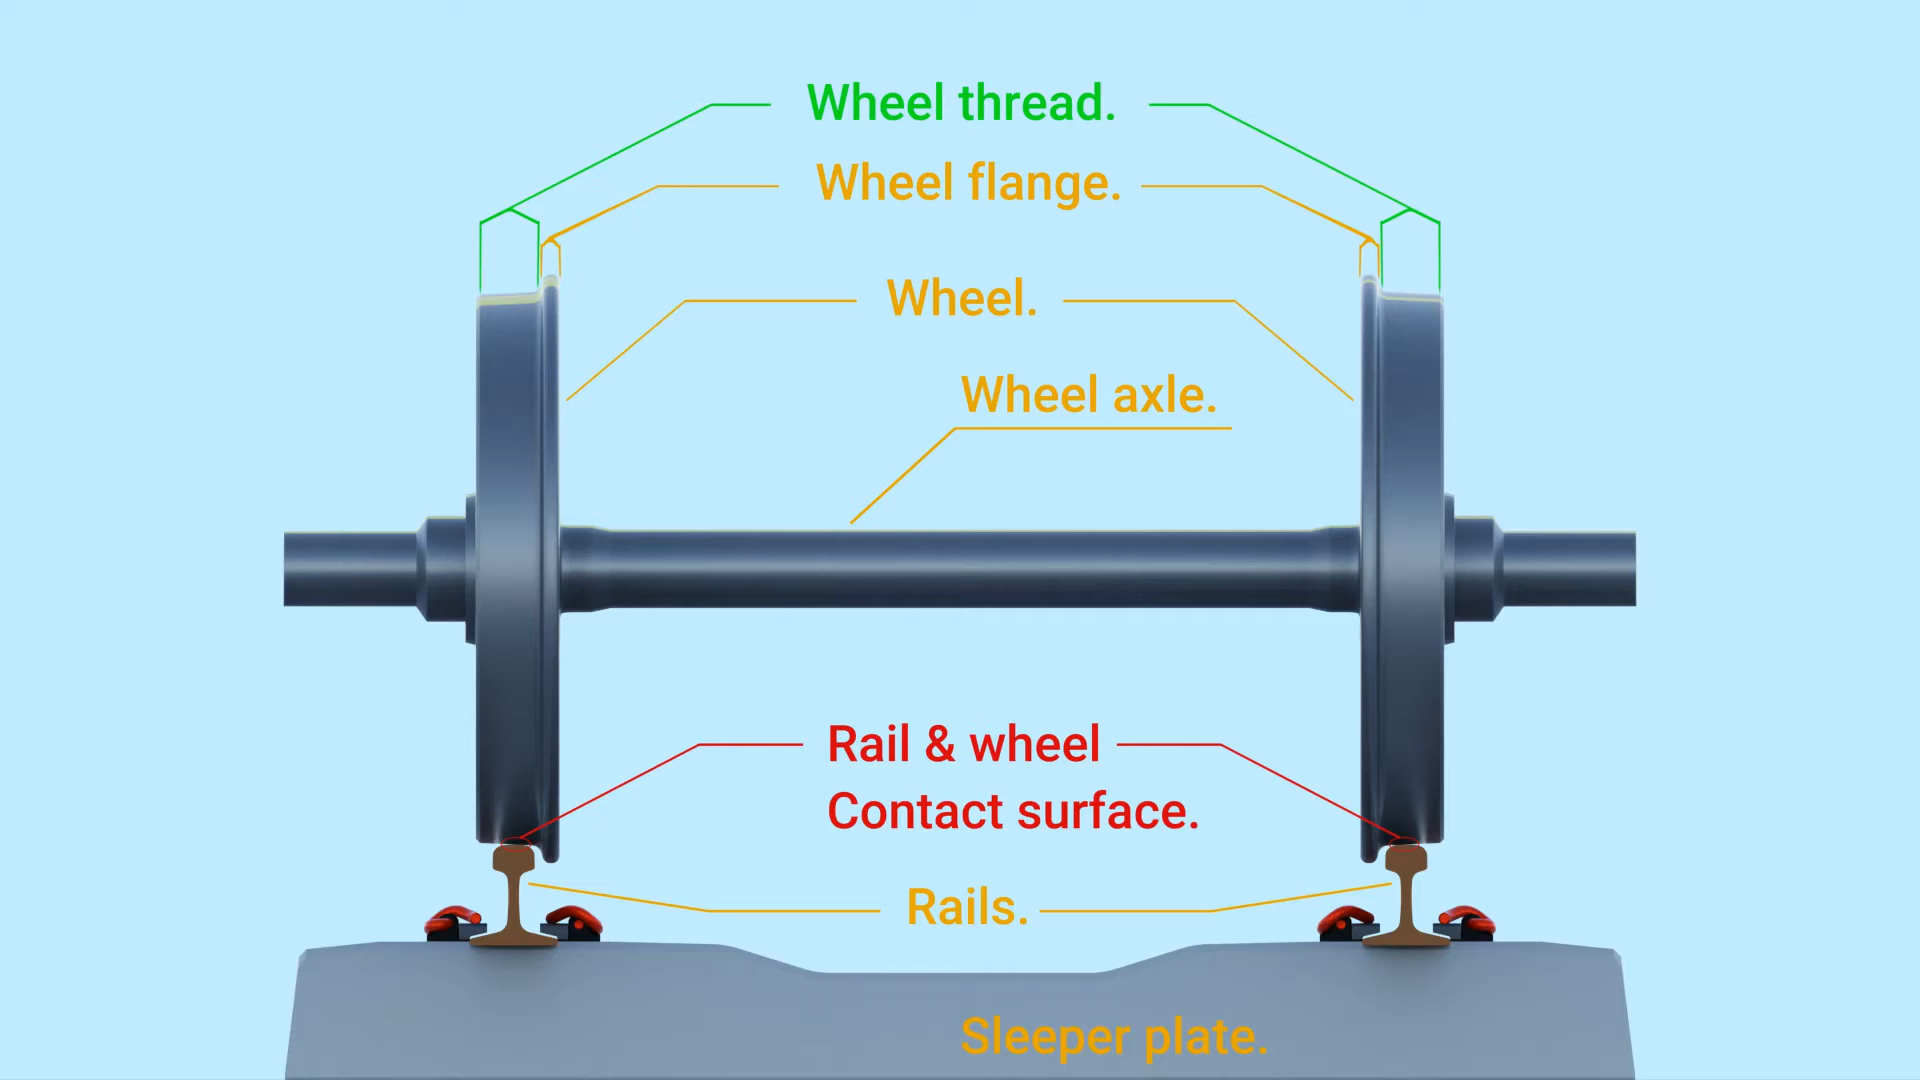 Wheel thread.
Wheel flange.
Wheel.
Wheel axle.
Rail & wheel
Contact surface.
Rails.
Sleeper plate.